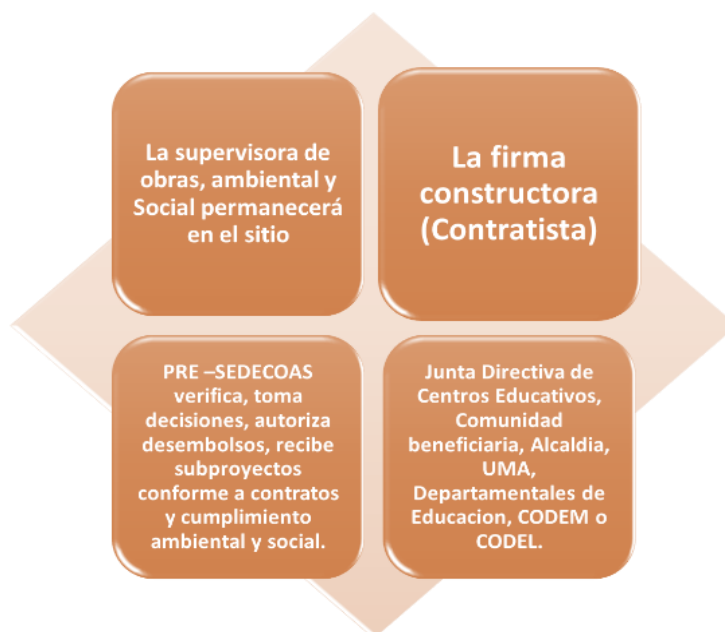 La supervisora de
obras, ambiental y
Social permanecerá
en el sitio
La firma
constructora
(Contratista)
PRE –SEDECOAS
verifica, toma
decisiones, autoriza
desembolsos, recibe
subproyectos
conforme a contratos
y cumplimiento
ambiental y social.
Junta Directiva de
Centros Educativos,
Comunidad
beneficiaria, Alcaldia,
UMA,
Departamentales de
Educacion, CODEM o
CODEL.